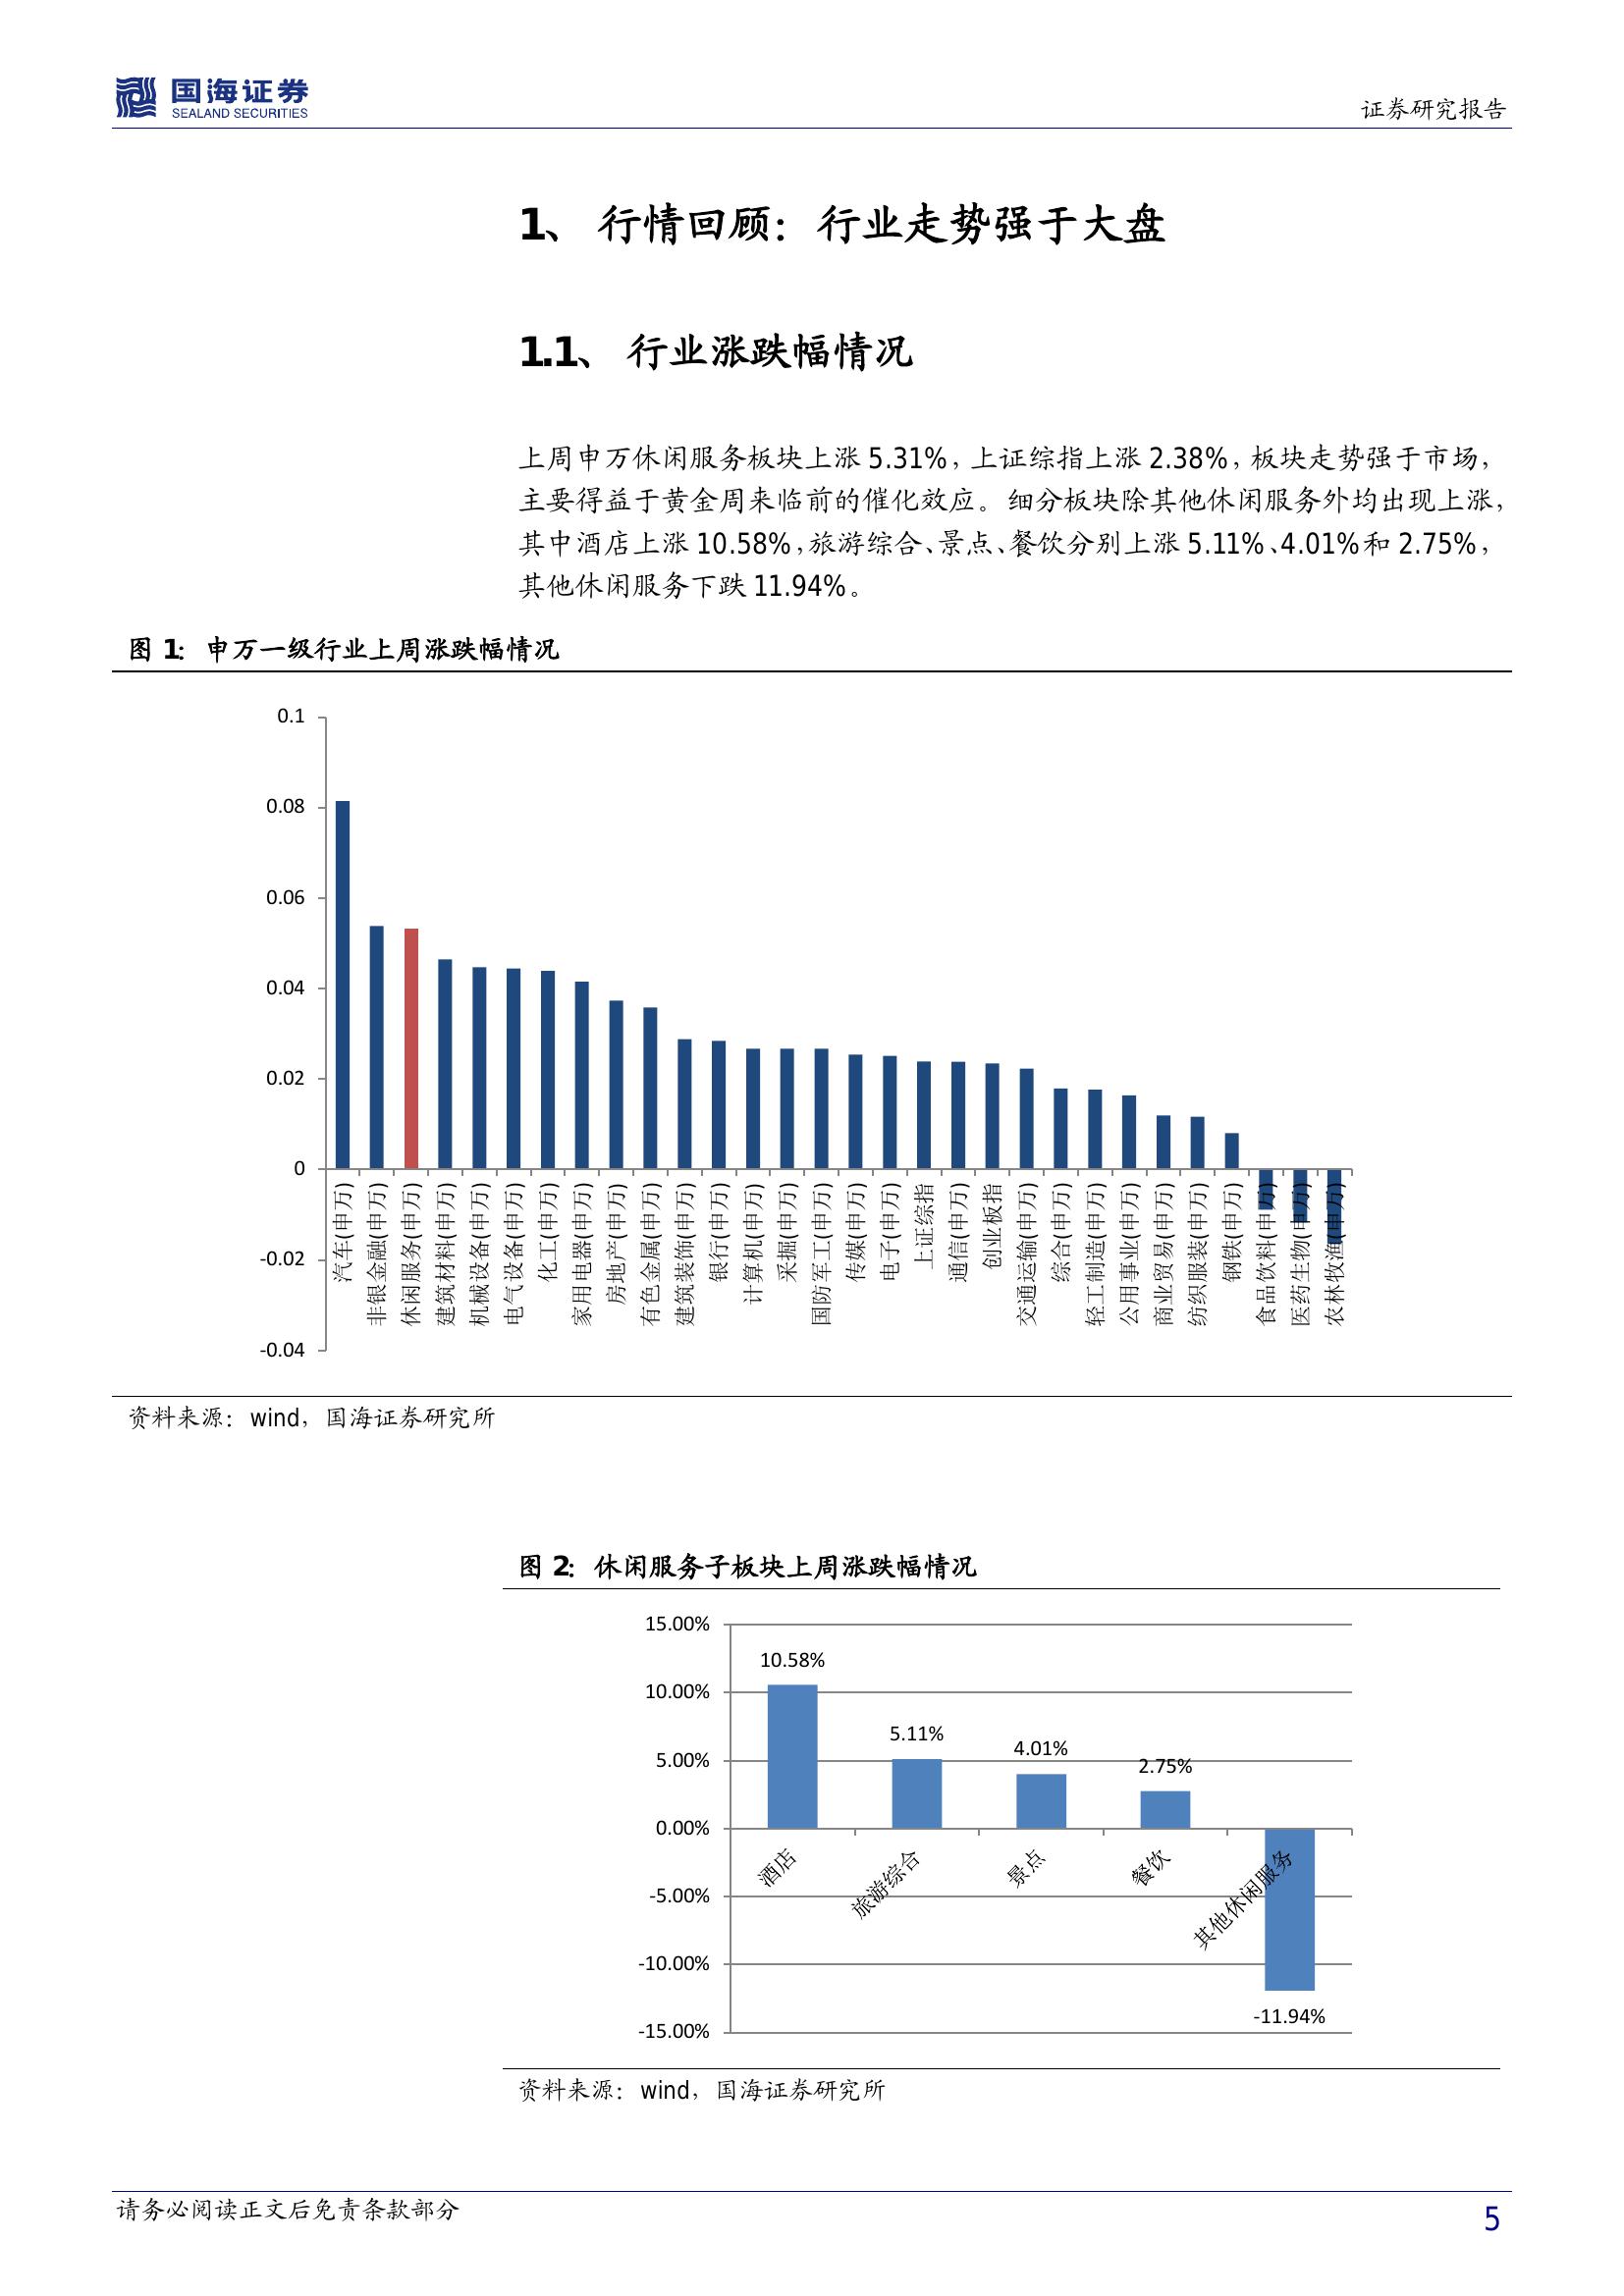 国海证券
SEALAND SECURITIES
证券研究报告
1、 行情回顾：行业走势强于大盘
1.1、 行业涨跌幅情况
上周申万休闲服务板块上涨 5.31%，上证综指上涨 2.38%，板块走势强于市场，
主要得益于黄金周来临前的催化效应。细分板块除其他休闲服务外均出现上涨，
其中酒店上涨 10.58%，旅游综合、景点、餐饮分别上涨 5.11%、4.01%和 2.75%，
其他休闲服务下跌 11.94%。
图 1：申万一级行业上周涨跌幅情况
0.1
0.08
0.06
0.04
0.02
0
-0.02
-0.04
汽车(申万)
非银金融(申万)
休闲服务(申万)
建筑材料(申万)
机械设备(申万)
电气设备(申万)
化工(申万)
家用电器(申万)
房地产(申万)
有色金属(申万)
建筑装饰(申万)
银行(申万)
计算机(申万)
采掘(申万)
国防军工(申万)
传媒(申万)
电子(申万)
上证综指
通信(申万)
创业板指
交通运输(申万)
综合(申万)
轻工制造(申万)
公用事业(申万)
商业贸易(申万)
纺织服装(申万)
钢铁(申万)
食品饮料(申万)
医药生物(申万)
农林牧渔(申万)
资料来源：wind，国海证券研究所
图 2：休闲服务子板块上周涨跌幅情况
15.00%
10.00%
5.00%
0.00%
-5.00%
-10.00%
-15.00%
10.58%
5.11%
4.01%
2.75%
-11.94%
酒店
旅游综合
景点
餐饮
其他休闲服务
资料来源：wind，国海证券研究所
请务必阅读正文后免责条款部分
5